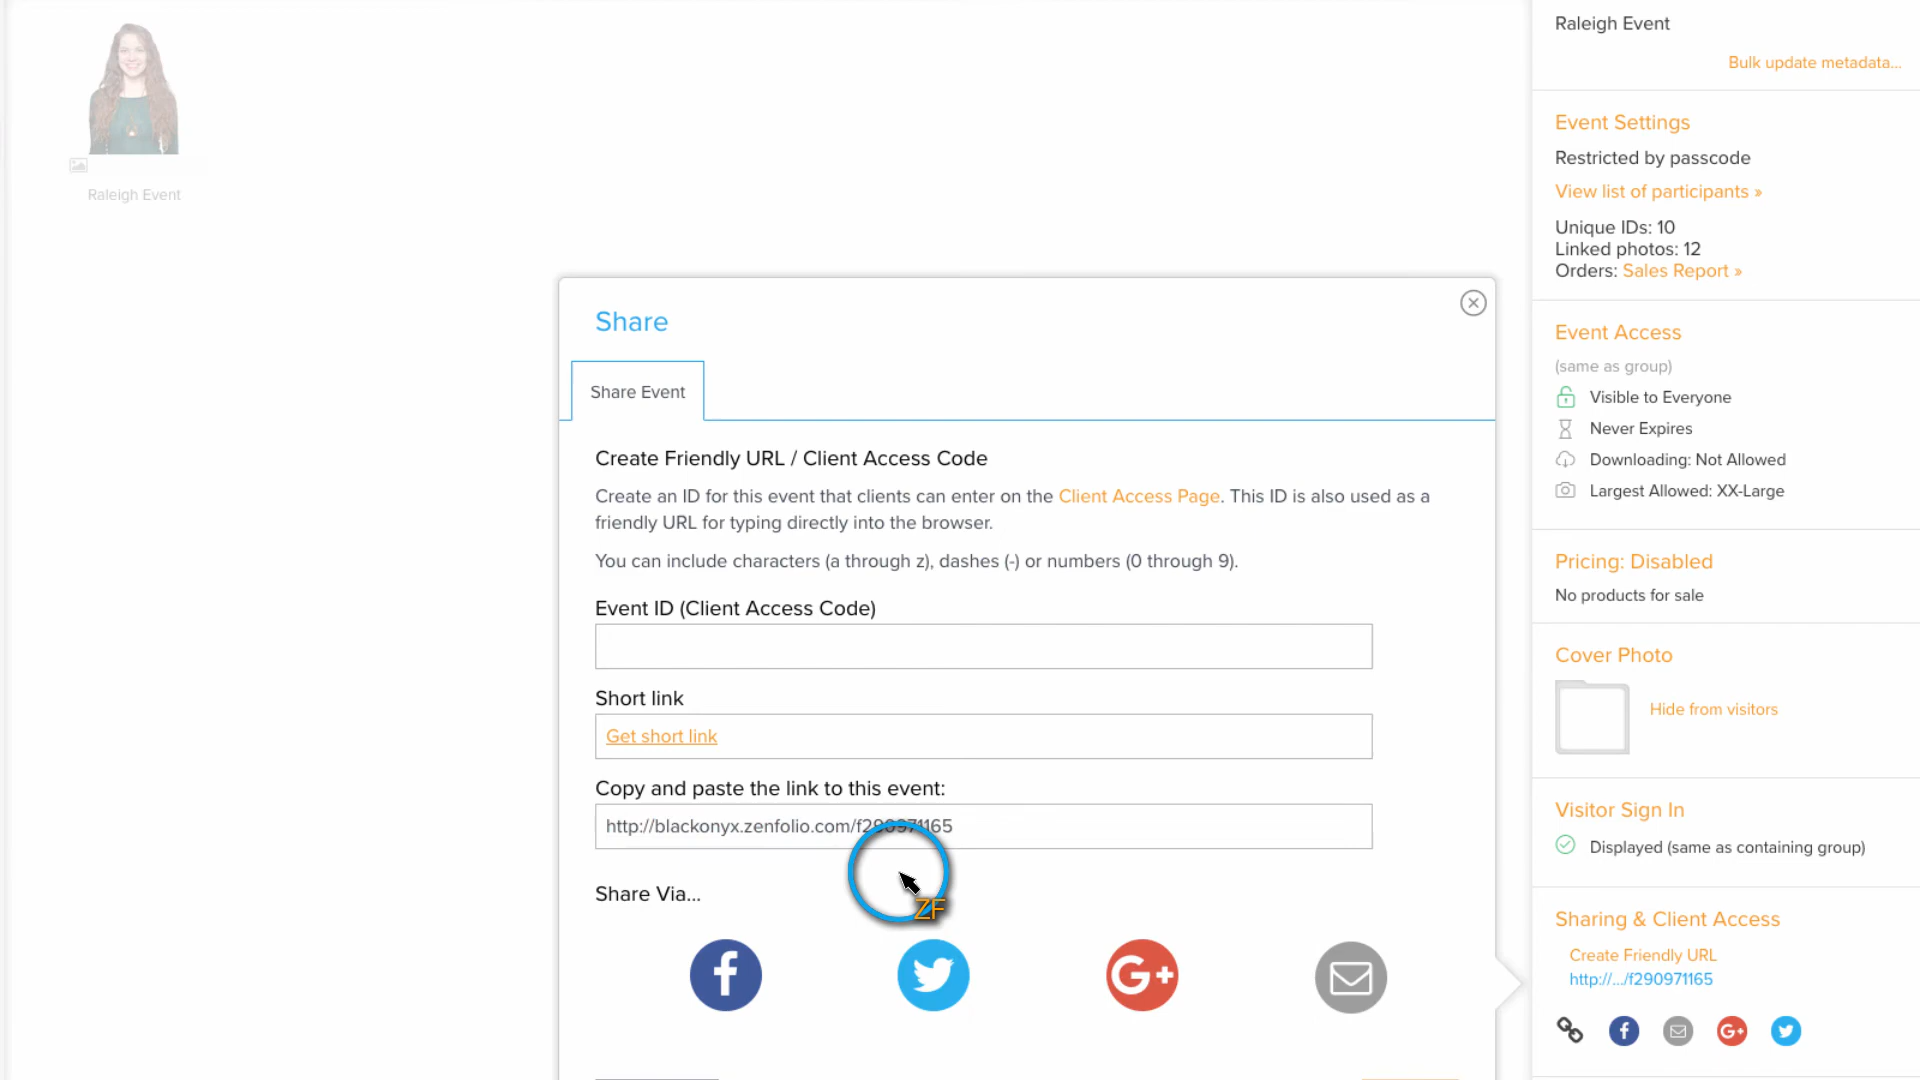 Raleigh Event
Raleigh Event
Bulk update metadata...
Event Settings
Restricted by passcode
View list of participants »
Unique IDs: 10
Linked photos: 12
Orders: Sales Report »
Event Access
(same as group)
Visible to Everyone
Never Expires
Downloading: Not Allowed
Largest Allowed: XX-Large
Pricing: Disabled
No products for sale
Cover Photo
Hide from visitors
Visitor Sign In
Displayed (same as containing group)
Sharing & Client Access
Create Friendly URL
http://.../f290971165
Share
Share Event
Create Friendly URL / Client Access Code
Create an ID for this event that clients can enter on the Client Access Page. This ID is also used as a
friendly URL for typing directly into the browser.
You can include characters (a through z), dashes (-) or numbers (0 through 9).
Event ID (Client Access Code)
Short link
Get short link
Copy and paste the link to this event:
http://blackonyx.zenfolio.com/f290971165
ZF
Share Via...